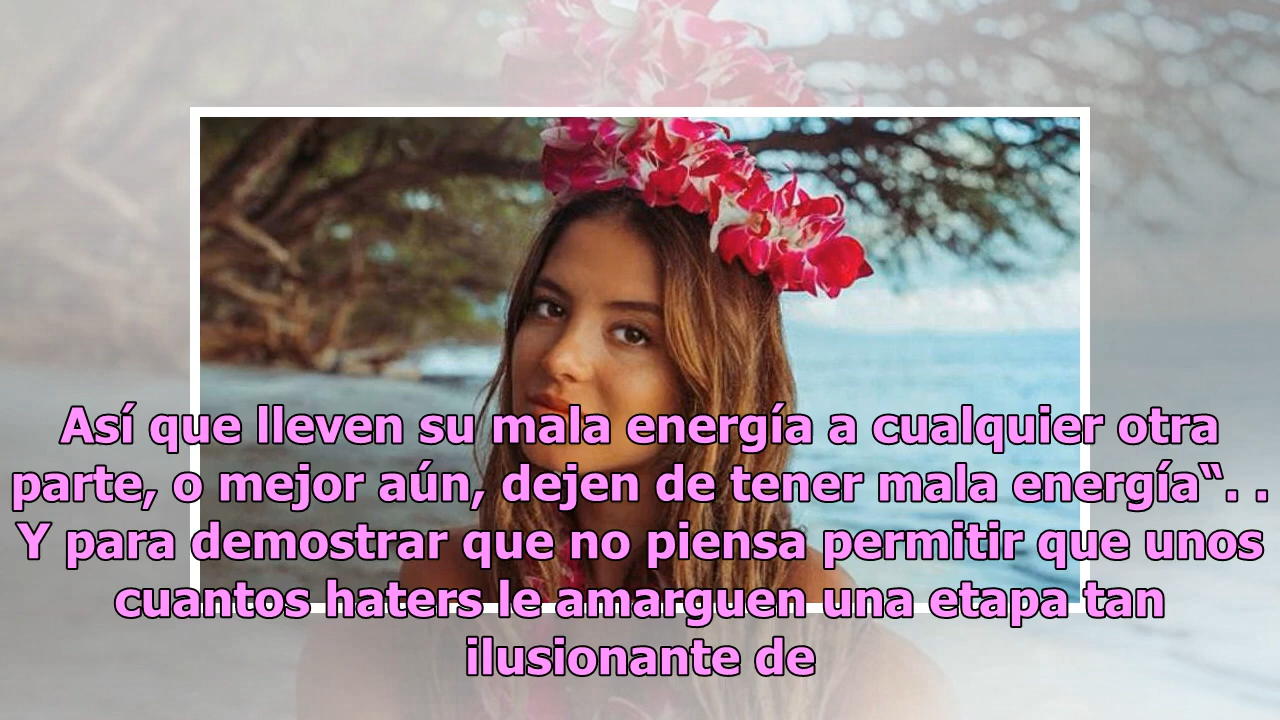 Así que lleven su mala energía a cualquier otra
parte, o mejor aún, dejen de tener mala energía“. .
Y para demostrar que no piensa permitir que unos
cuantos haters le amarguen una etapa tan
ilusionante de